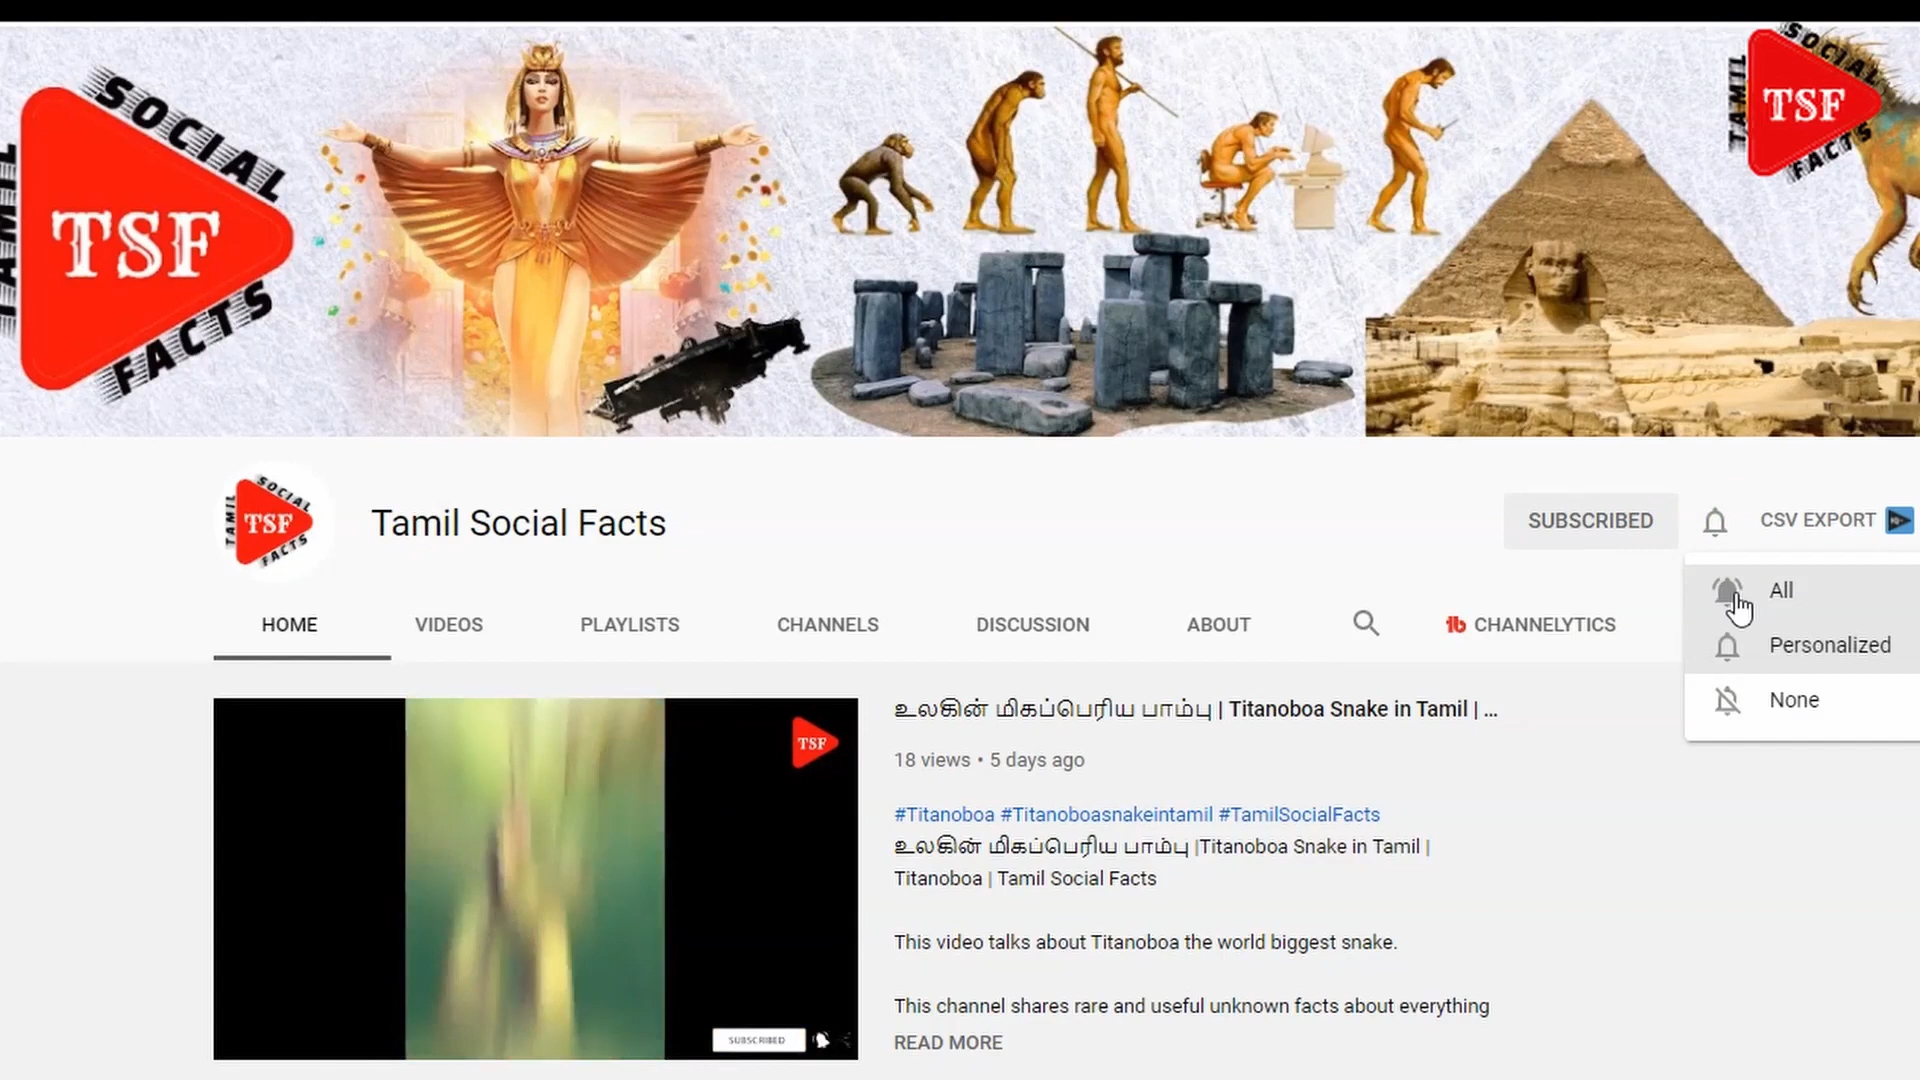 TAMIL
SOCIAL
TSF
FACTS
TAMIL
SOCIAL
TSF
FACTS
TAMIL
SOCIAL
TSF
FACTS
Tamil Social Facts
SUBSCRIBED
CSV EXPORT
All
Personalized
None
HOME VIDEOS PLAYLISTS CHANNELS DISCUSSION ABOUT CHANNELYTICS
TSF
SUBSCRIBED
உலகின் மிகப்பெரிய பாம்பு | Titanoboa Snake in Tamil | ...
18 views • 5 days ago
#Titanoboa #Titanoboasnakeintamil #TamilSocialFacts
உலகின் மிகப்பெரிய பாம்பு |Titanoboa Snake in Tamil |
Titanoboa | Tamil Social Facts
This video talks about Titanoboa the world biggest snake.
This channel shares rare and useful unknown facts about everything
READ MORE